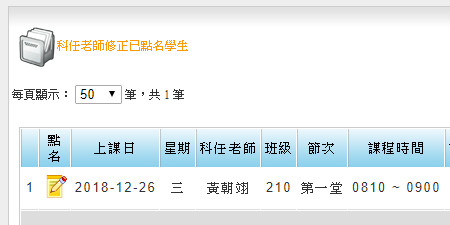 科任老師修正已點名學生
每頁顯示： 50 筆，共 1 筆
點名 上課日 星期 科任老師 班級 節次 課程時間
1 2018-12-26 三 黃朝翊 210 第一堂 0810 ~ 0900